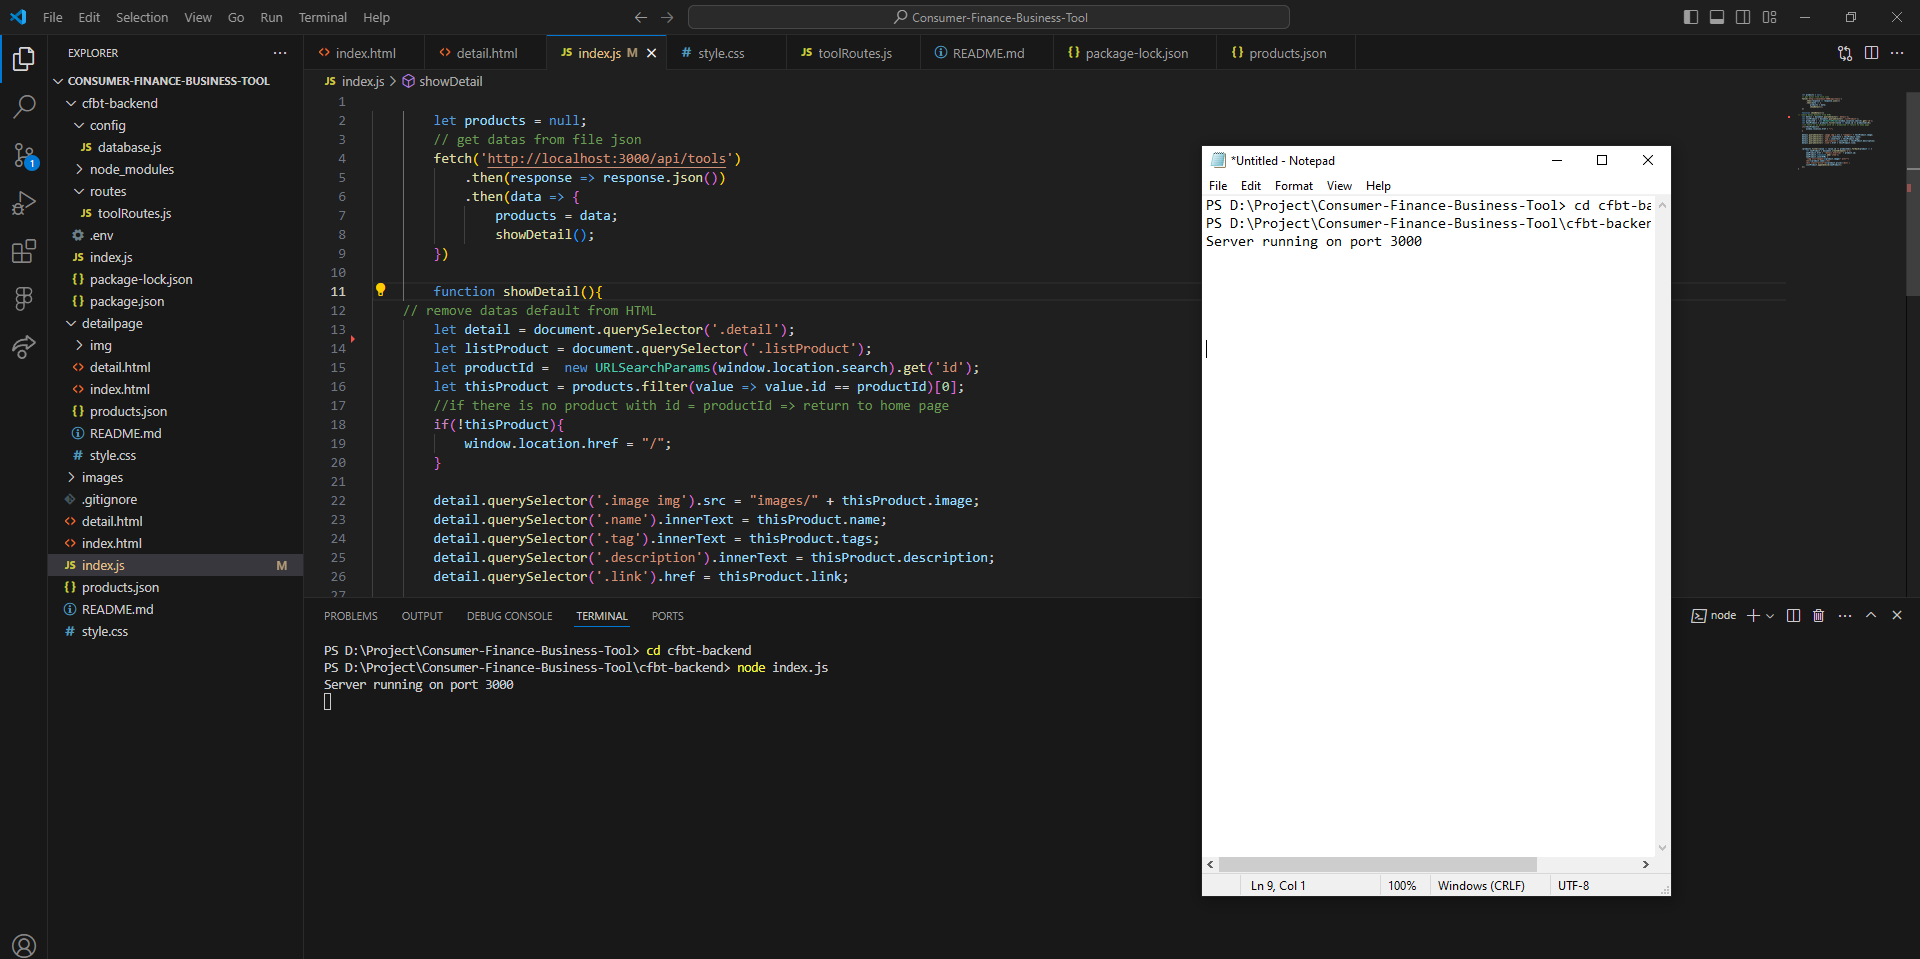 File Edit Selection View Go Run Terminal Help
Consumer-Finance-Business-Tool
EXPLORER
CONSUMER-FINANCE-BUSINESS-TOOL
cfbt-backend
config
JS database.js
node_modules
routes
JS toolRoutes.js
.env
JS index.js
{} package-lock.json
{} package.json
detailpage
img
<> detail.html
<> index.html
{} products.json
README.md
# style.css
images
.gitignore
<> detail.html
<> index.html
JS index.js M
{} products.json
README.md
# style.css
1
<> index.html <> detail.html JS index.js M # style.css JS toolRoutes.js README.md {} package-lock.json {} products.json
JS index.js > showDetail
1
2 let products = null;
3 // get datas from file json
4 fetch('http://localhost:3000/api/tools')
5 .then(response => response.json())
6 .then(data => {
7 products = data;
8 showDetail();
9 })
10
11 function showDetail(){
12 // remove datas default from HTML
13 let detail = document.querySelector('.detail');
14 let listProduct = document.querySelector('.listProduct');
15 let productId =  new URLSearchParams(window.location.search).get('id');
16 let thisProduct = products.filter(value => value.id == productId)[0];
17 //if there is no product with id = productId => return to home page
18 if(!thisProduct){
19 window.location.href = "/";
20 }
21
22 detail.querySelector('.image img').src = "images/" + thisProduct.image;
23 detail.querySelector('.name').innerText = thisProduct.name;
24 detail.querySelector('.tag').innerText = thisProduct.tags;
25 detail.querySelector('.description').innerText = thisProduct.description;
26 detail.querySelector('.link').href = thisProduct.link;
27
PROBLEMS OUTPUT DEBUG CONSOLE TERMINAL PORTS
node
PS D:\Project\Consumer-Finance-Business-Tool> cd cfbt-backend
PS D:\Project\Consumer-Finance-Business-Tool\cfbt-backend> node index.js
Server running on port 3000
*Untitled - Notepad
File Edit Format View Help
PS D:\Project\Consumer-Finance-Business-Tool> cd cfbt-ba
PS D:\Project\Consumer-Finance-Business-Tool\cfbt-backen
Server running on port 3000
Ln 9, Col 1 100% Windows (CRLF) UTF-8